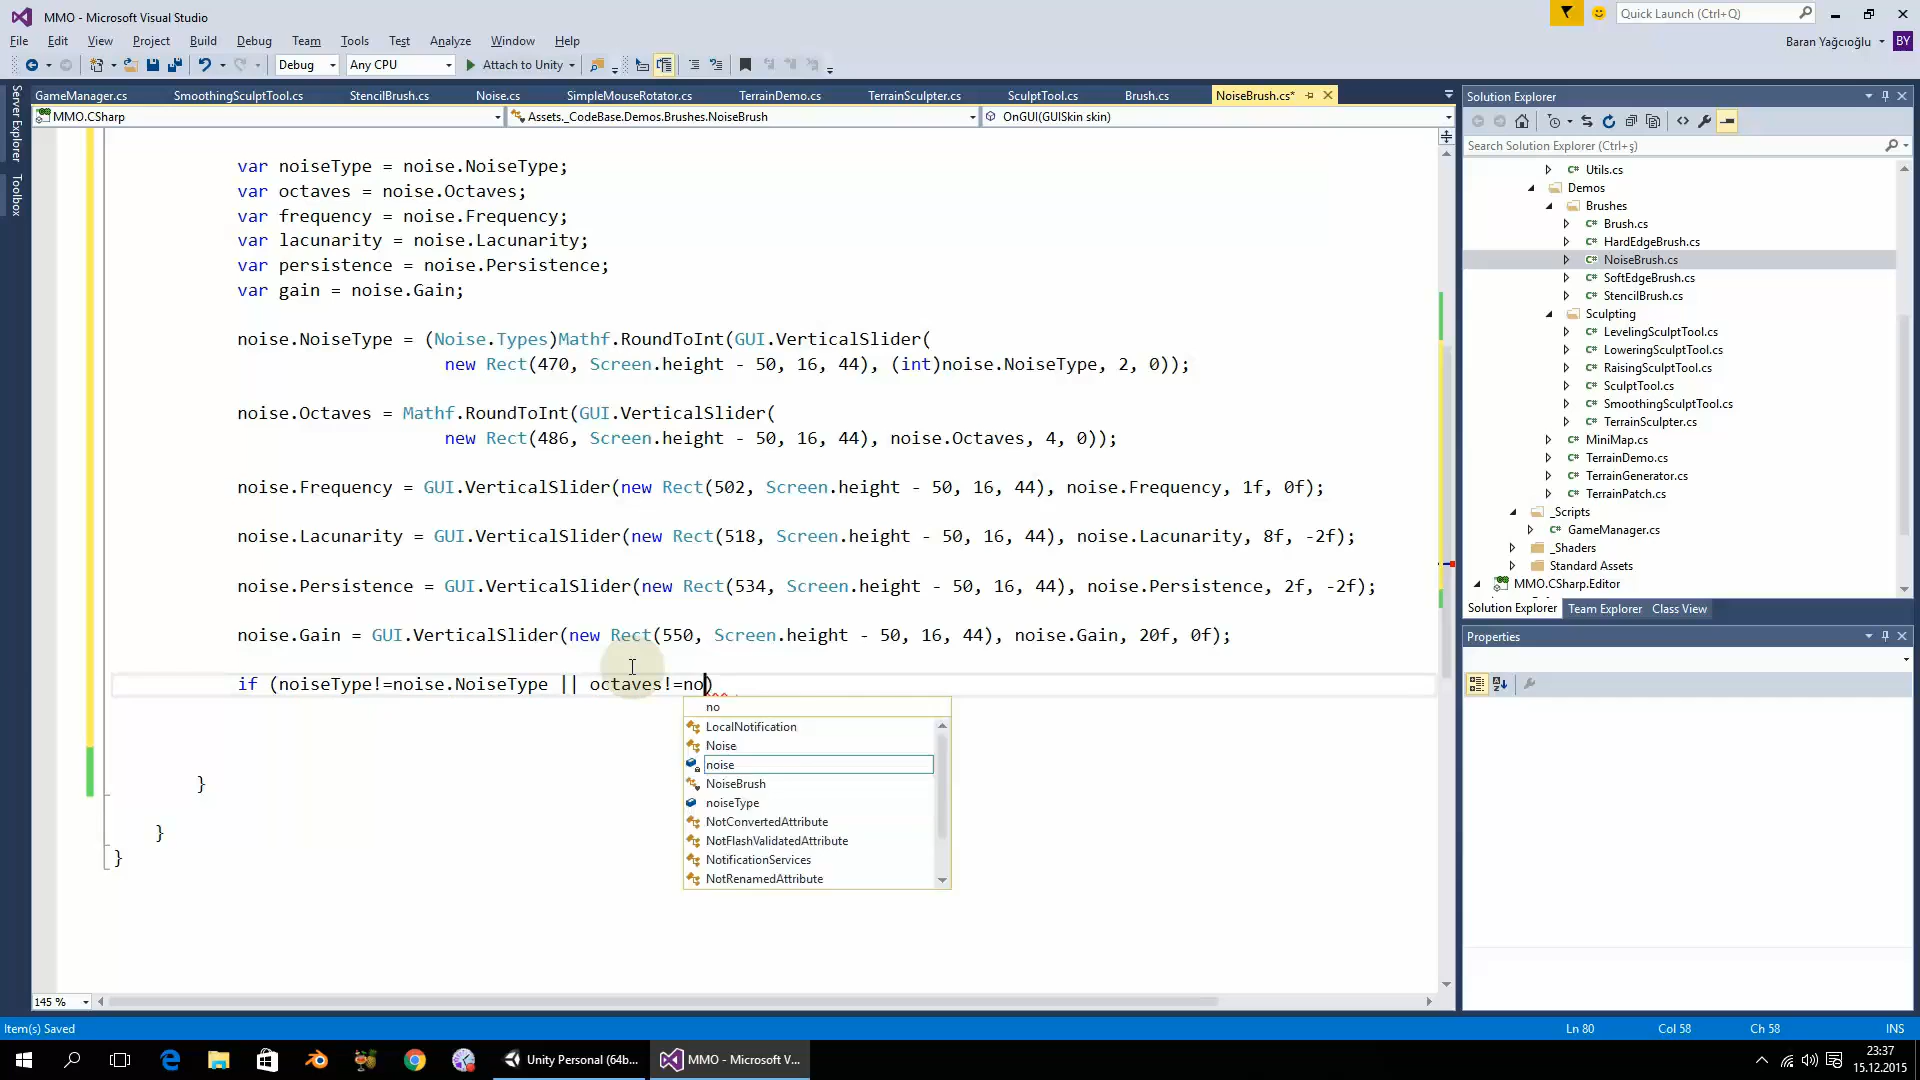 MMO - Microsoft Visual Studio
Quick Launch (Ctrl+Q)
File Edit View Project Build Debug Team Tools Test Analyze Window Help
Baran Yağcıoğlu BY
Debug Any CPU Attach to Unity
Server Explorer
Toolbox
GameManager.cs SmoothingSculptTool.cs StencilBrush.cs Noise.cs SimpleMouseRotator.cs TerrainDemo.cs TerrainSculpter.cs SculptTool.cs Brush.cs NoiseBrush.cs*
MMO.CSharp Assets._CodeBase.Demos.Brushes.NoiseBrush OnGUI(GUISkin skin)
var noiseType = noise.NoiseType;
var octaves = noise.Octaves;
var frequency = noise.Frequency;
var lacunarity = noise.Lacunarity;
var persistence = noise.Persistence;
var gain = noise.Gain;
noise.NoiseType = (Noise.Types)Mathf.RoundToInt(GUI.VerticalSlider(
new Rect(470, Screen.height - 50, 16, 44), (int)noise.NoiseType, 2, 0));
noise.Octaves = Mathf.RoundToInt(GUI.VerticalSlider(
new Rect(486, Screen.height - 50, 16, 44), noise.Octaves, 4, 0));
noise.Frequency = GUI.VerticalSlider(new Rect(502, Screen.height - 50, 16, 44), noise.Frequency, 1f, 0f);
noise.Lacunarity = GUI.VerticalSlider(new Rect(518, Screen.height - 50, 16, 44), noise.Lacunarity, 8f, -2f);
noise.Persistence = GUI.VerticalSlider(new Rect(534, Screen.height - 50, 16, 44), noise.Persistence, 2f, -2f);
noise.Gain = GUI.VerticalSlider(new Rect(550, Screen.height - 50, 16, 44), noise.Gain, 20f, 0f);
if (noiseType!=noise.NoiseType || octaves!=no)
no
LocalNotification
Noise
noise
NoiseBrush
noiseType
NotConvertedAttribute
NotFlashValidatedAttribute
NotificationServices
NotRenamedAttribute
}
}
}
145 %
Solution Explorer
Search Solution Explorer (Ctrl+ş)
Utils.cs
Demos
Brushes
Brush.cs
HardEdgeBrush.cs
NoiseBrush.cs
SoftEdgeBrush.cs
StencilBrush.cs
Sculpting
LevelingSculptTool.cs
LoweringSculptTool.cs
RaisingSculptTool.cs
SculptTool.cs
SmoothingSculptTool.cs
TerrainSculpter.cs
MiniMap.cs
TerrainDemo.cs
TerrainGenerator.cs
TerrainPatch.cs
_Scripts
GameManager.cs
_Shaders
Standard Assets
MMO.CSharp.Editor
Solution Explorer Team Explorer Class View
Properties
Item(s) Saved Ln 80 Col 58 Ch 58 INS
Unity Personal (64b... MMO - Microsoft V...
23:37
15.12.2015